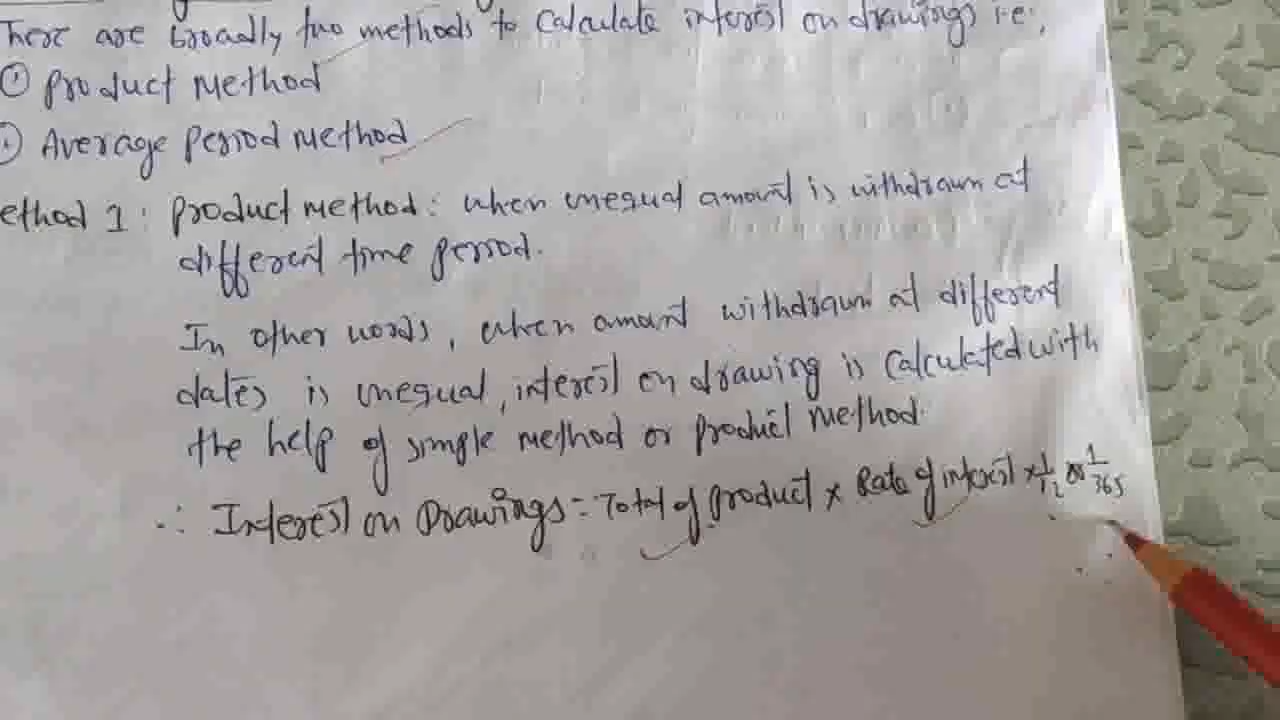 There are broadly two methods to calculate interest on drawings i.e.,
① Product Method
Average Period Method
ethod 1: Product method: when unequal amount is withdrawn at
different time period.
In other words, when amount withdrawn at different
dates is unequal, interest on drawing is calculated with
the help of simple method or product method.
∴ Interest on Drawings = Total of product × Rate of interest × 1/12 or 1/365